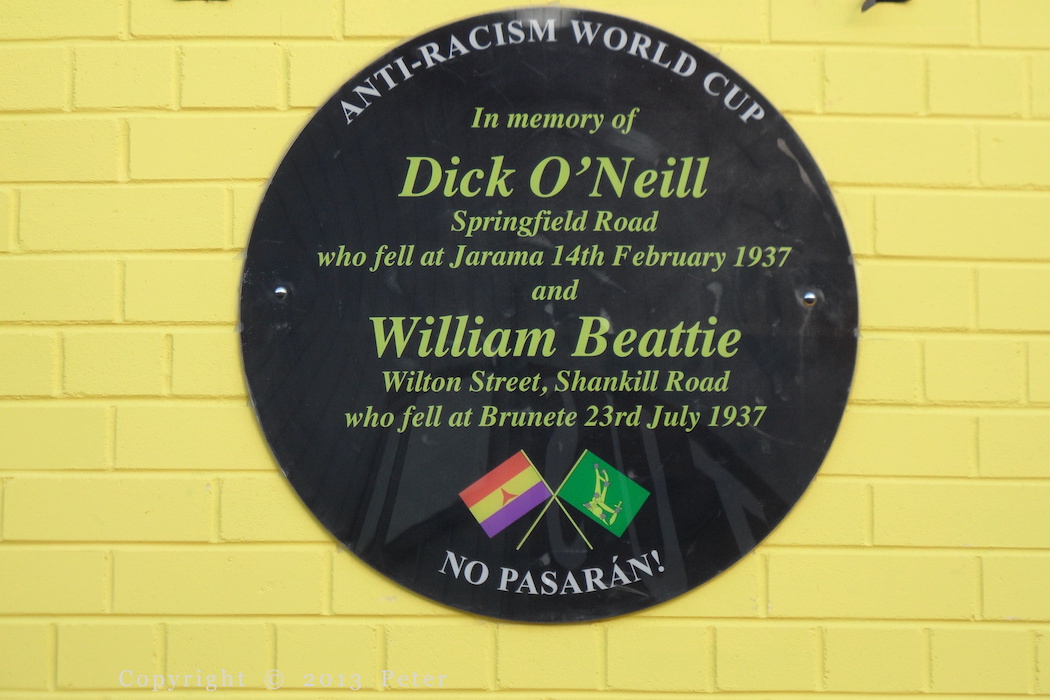 ANTI-RACISM WORLD CUP
In memory of
Dick O’Neill
Springfield Road
who fell at Jarama 14th February 1937
and
William Beattie
Wilton Street, Shankill Road
who fell at Brunete 23rd July 1937
NO PASARÁN!
Copyright © 2013 Peter